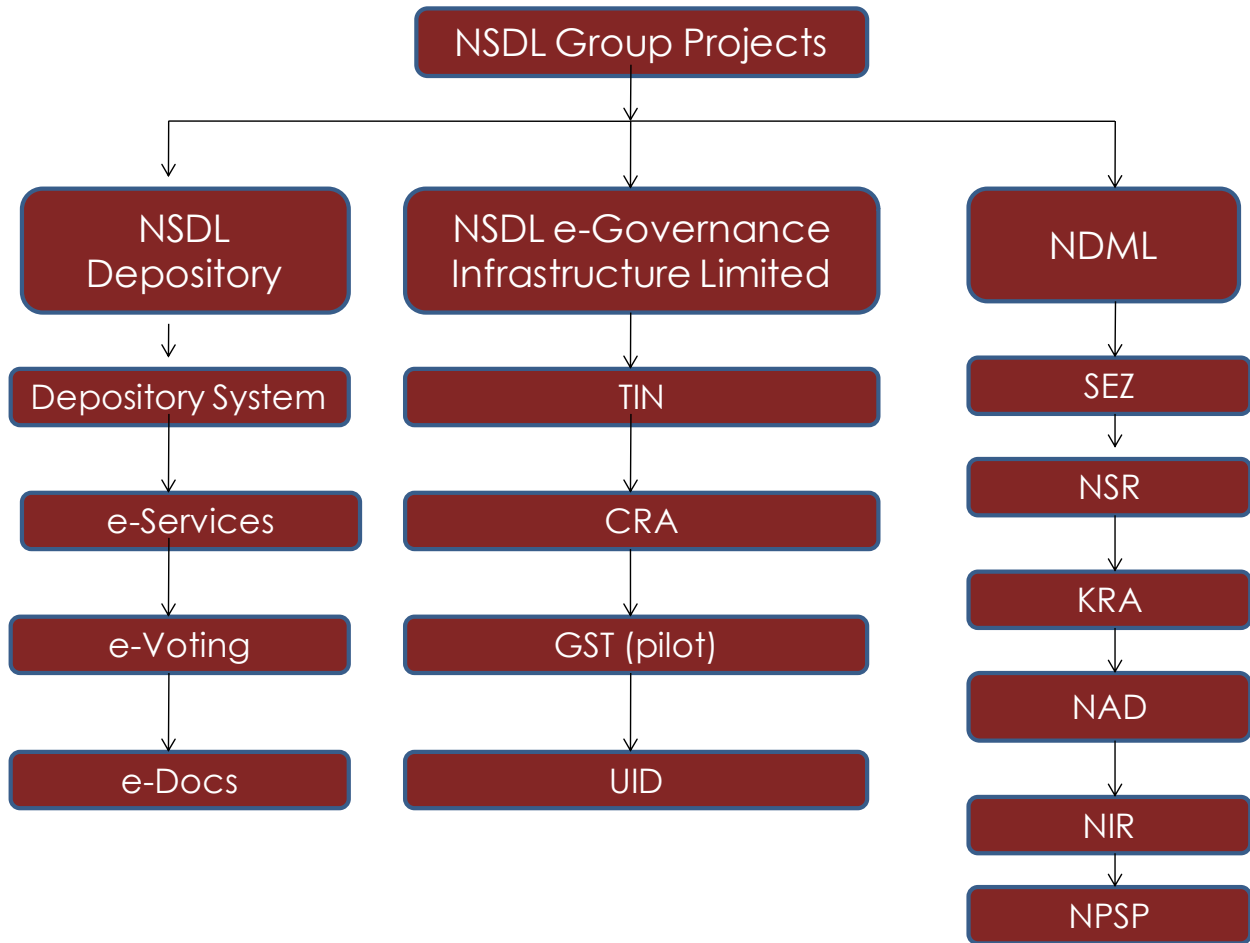 NSDL Group Projects
NSDL
Depository
Depository System
e-Services
e-Voting
e-Docs
NSDL e-Governance
Infrastructure Limited
TIN
CRA
GST (pilot)
UID
NDML
SEZ
NSR
KRA
NAD
NIR
NPSP